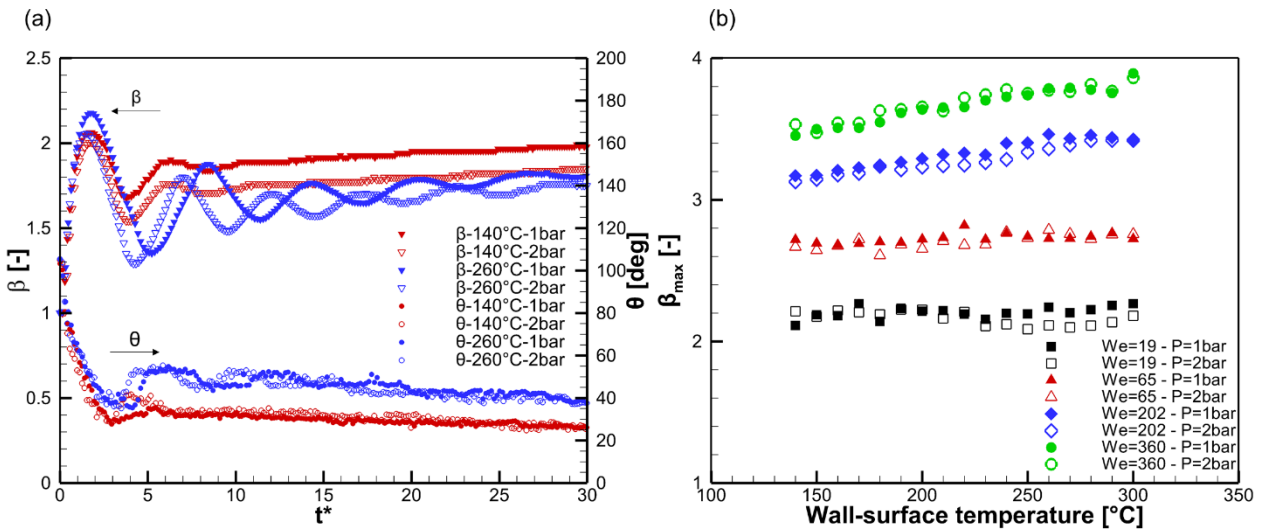 (a)
2.5
2
1.5
1
0.5
0
β [-]
200
180
160
140
120
100
80
60
40
20
0
θ [deg]
β
θ
β-140°C-1bar
β-140°C-2bar
β-260°C-1bar
β-260°C-2bar
θ-140°C-1bar
θ-140°C-2bar
θ-260°C-1bar
θ-260°C-2bar
0 5 10 15 20 25 30
t*
(b)
4
3
2
1
βmax [-]
We=19 - P=1bar
We=19 - P=2bar
We=65 - P=1bar
We=65 - P=2bar
We=202 - P=1bar
We=202 - P=2bar
We=360 - P=1bar
We=360 - P=2bar
100 150 200 250 300 350
Wall-surface temperature [°C]